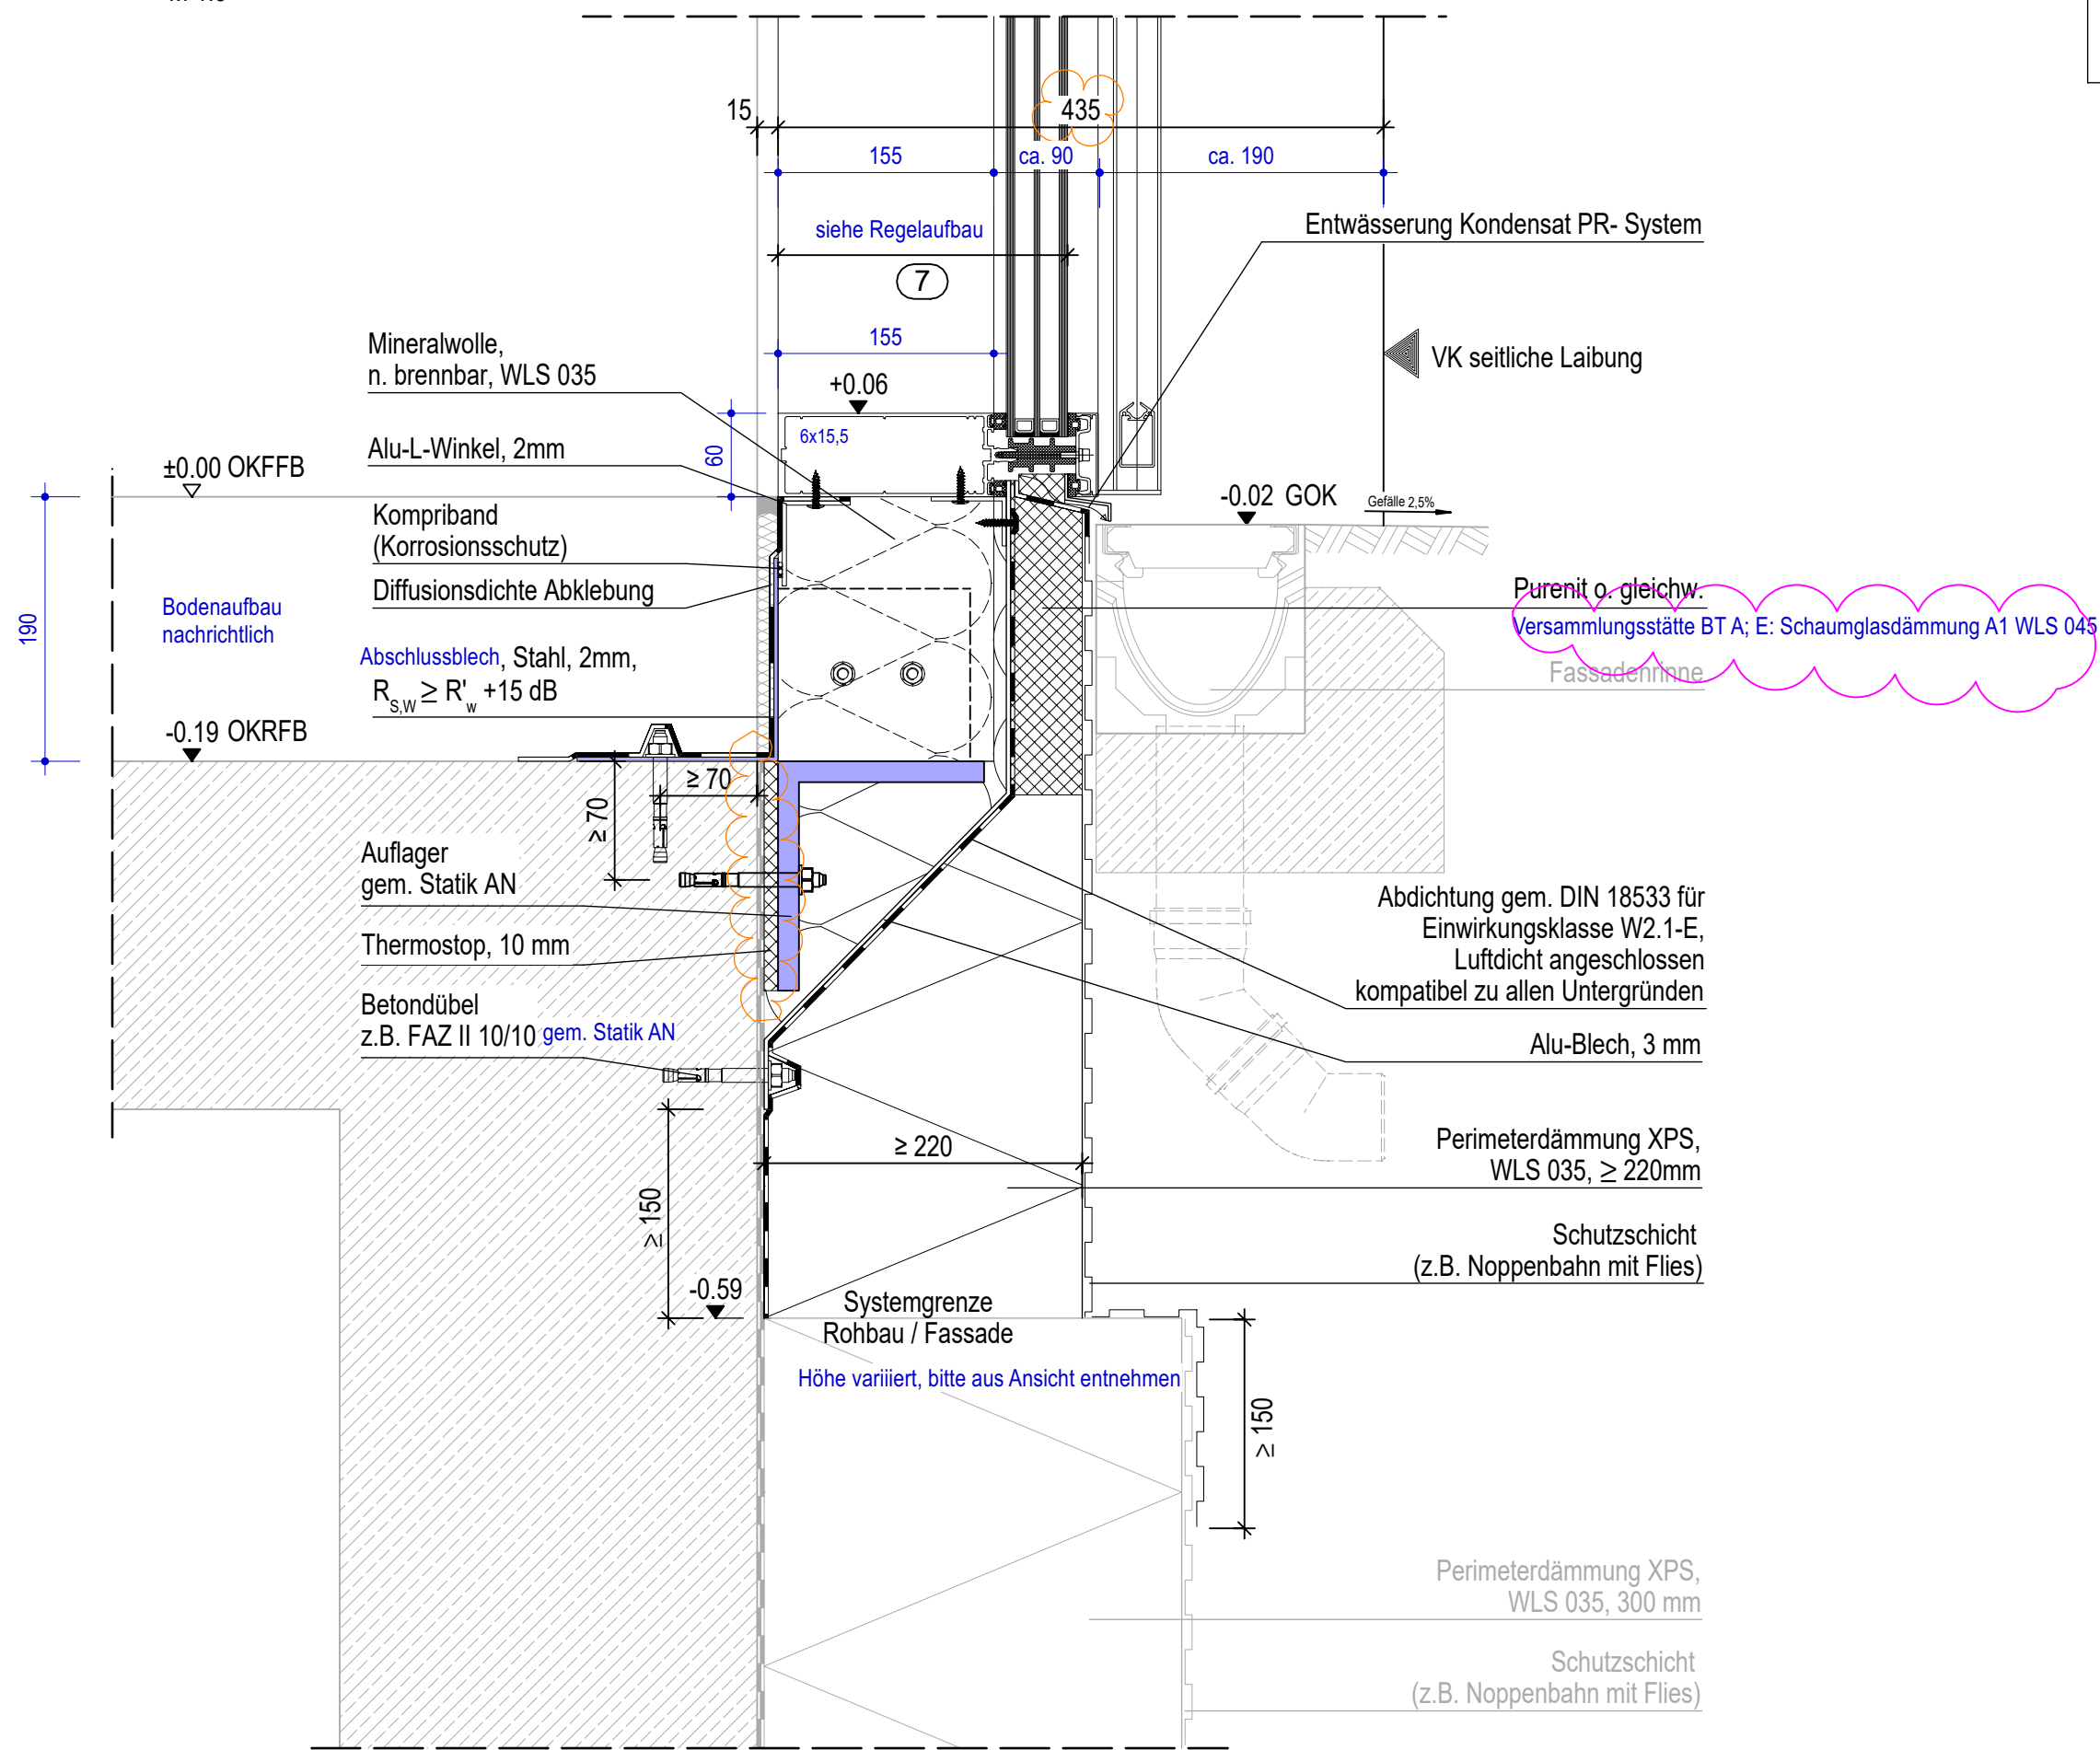 15
435
155
ca. 90
ca. 190
siehe Regelaufbau
7
155
Entwässerung Kondensat PR- System
VK seitliche Laibung
Mineralwolle,
n. brennbar, WLS 035
+0.06
6x15,5
60
Alu-L-Winkel, 2mm
±0.00 OKFFB
-0.02 GOK
Gefälle 2,5%
Kompriband
(Korrosionsschutz)
Diffusionsdichte Abklebung
Bodenaufbau
nachrichtlich
190
Purenit o. gleichw.
Versammlungsstätte BT A; E: Schaumglasdämmung A1 WLS 045
Fassadenrinne
Abschlussblech, Stahl, 2mm,
RS,W ≥ R'w +15 dB
-0.19 OKRFB
≥ 70
≥ 70
Auflager
gem. Statik AN
Thermostop, 10 mm
Betondübel
z.B. FAZ II 10/10 gem. Statik AN
Abdichtung gem. DIN 18533 für
Einwirkungsklasse W2.1-E,
Luftdicht angeschlossen
kompatibel zu allen Untergründen
Alu-Blech, 3 mm
≥ 220
≥ 150
Perimeterdämmung XPS,
WLS 035, ≥ 220mm
Schutzschicht
(z.B. Noppenbahn mit Flies)
-0.59
Systemgrenze
Rohbau / Fassade
Höhe variiiert, bitte aus Ansicht entnehmen
≥ 150
Perimeterdämmung XPS,
WLS 035, 300 mm
Schutzschicht
(z.B. Noppenbahn mit Flies)